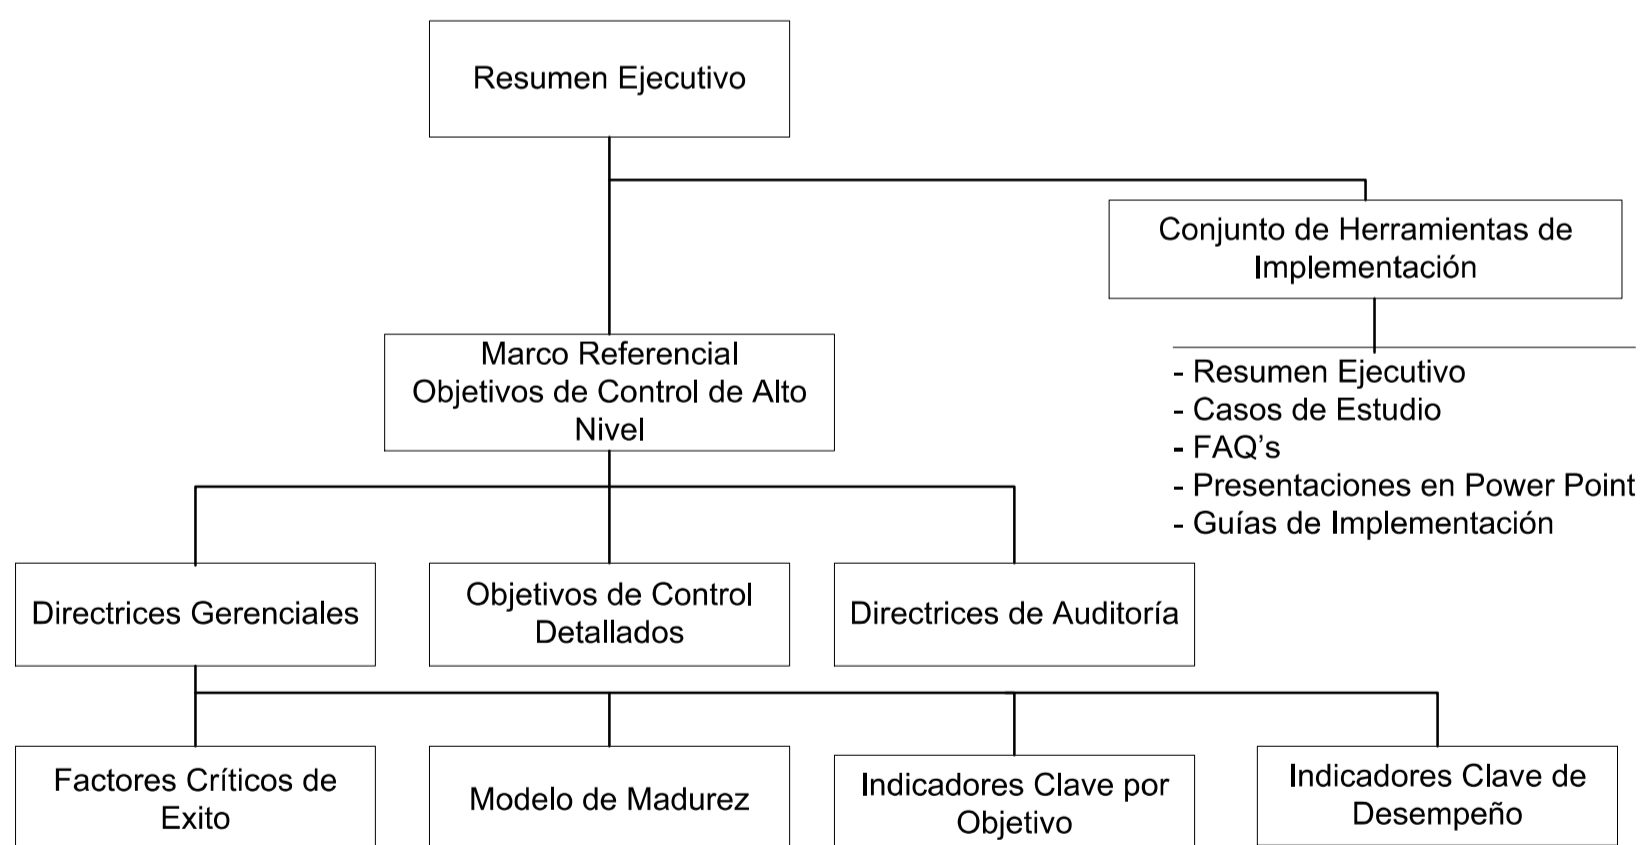 Resumen Ejecutivo
Conjunto de Herramientas de
Implementación
Marco Referencial
Objetivos de Control de Alto
Nivel
- Resumen Ejecutivo
- Casos de Estudio
- FAQ’s
- Presentaciones en Power Point
- Guías de Implementación
Directrices Gerenciales
Objetivos de Control
Detallados
Directrices de Auditoría
Factores Críticos de
Exito
Modelo de Madurez
Indicadores Clave por
Objetivo
Indicadores Clave de
Desempeño